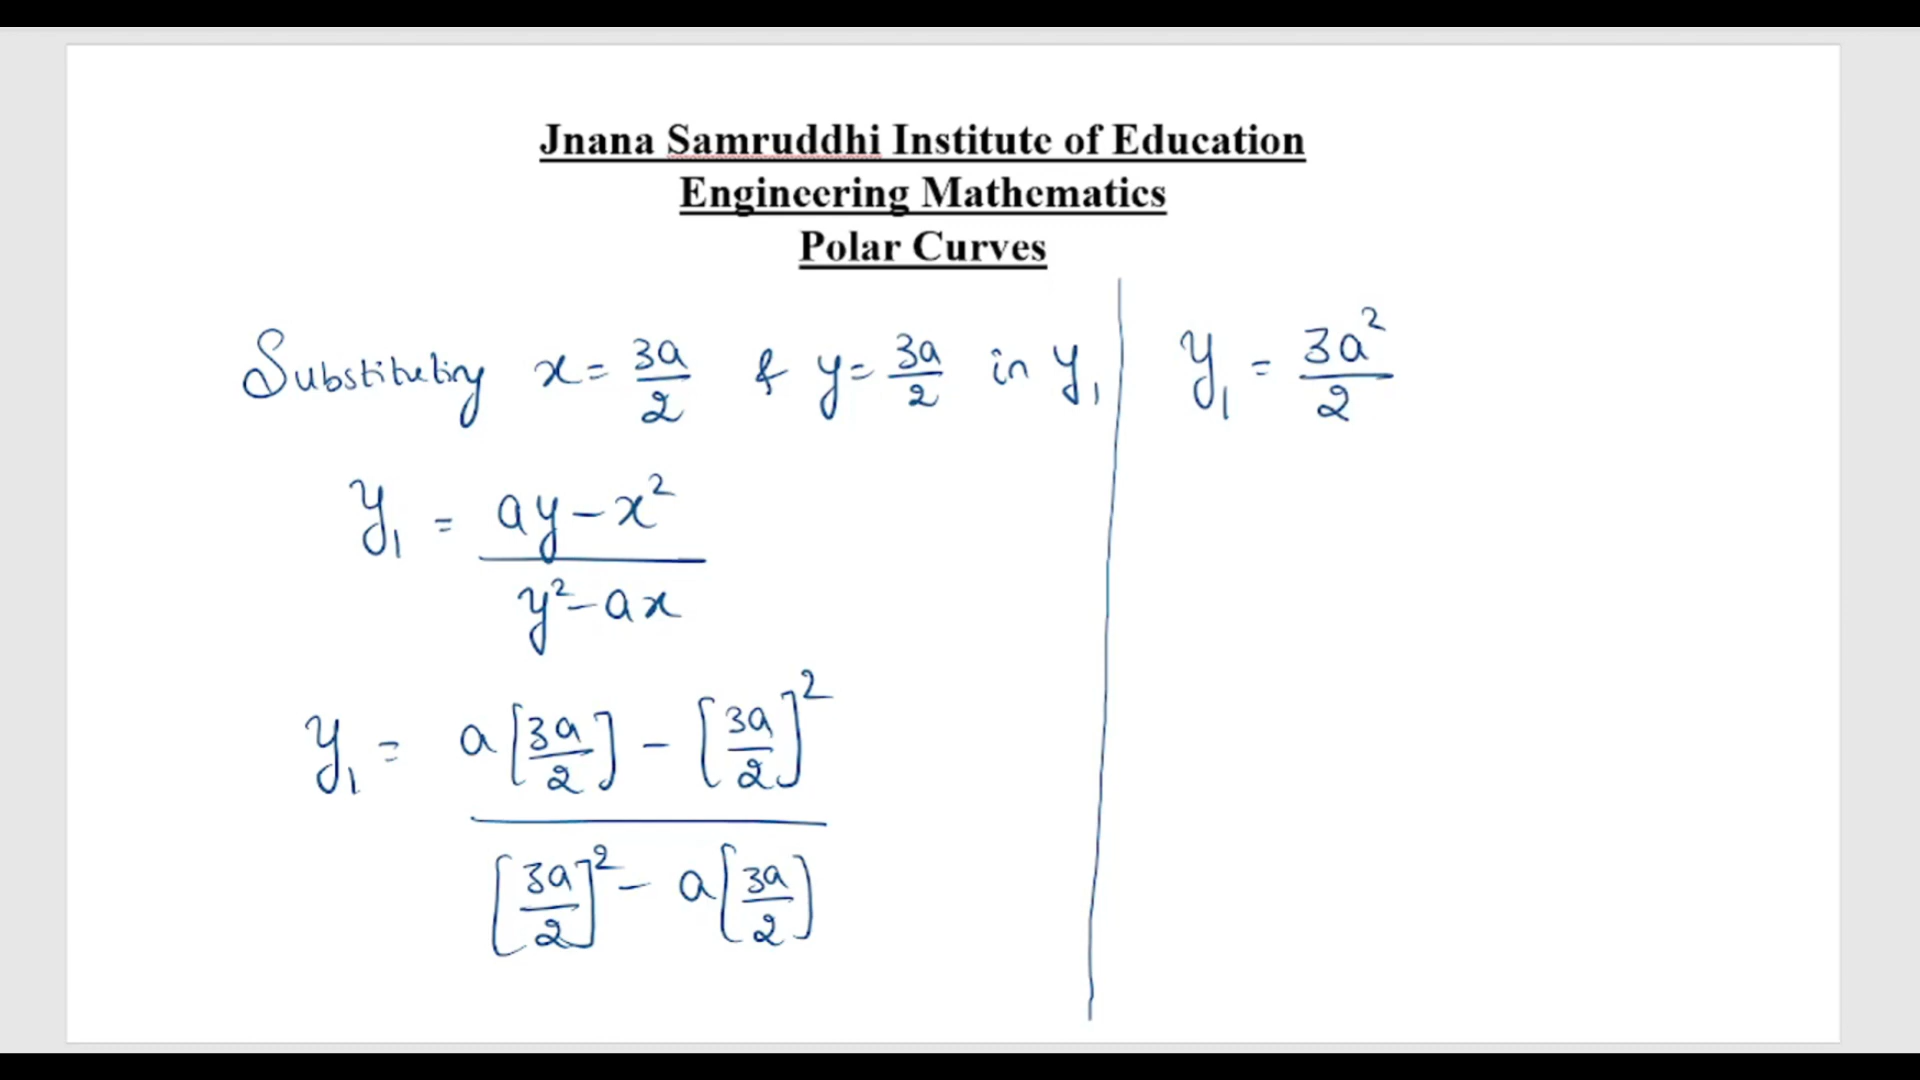 Jnana Samruddhi Institute of Education
Engineering Mathematics
Polar Curves
Substituting x = 3a/2 & y = 3a/2 in y₁
y₁ = (ay - x²)/(y² - ax)
y₁ = (a[3a/2] - [3a/2]²)/([3a/2]² - a[3a/2])
y₁ = 3a²/2